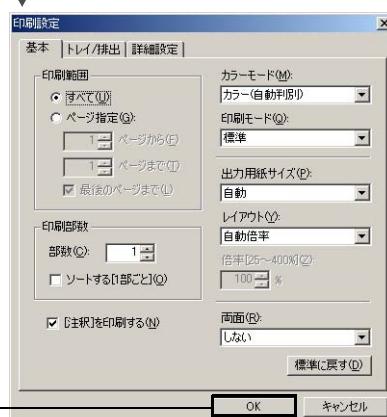 印刷設定
基本
トレイ/排出
詳細設定
印刷範囲
すべて(U)
ページ指定(G):
1 ページから(F)
1 ページまで(T)
最後のページまで(L)
印刷部数
部数(C): 1
ソートする[1部ごと](O)
[注釈]を印刷する(N)
カラーモード(M):
カラー(自動判別)
印刷モード(Q):
標準
出力用紙サイズ(P):
自動
レイアウト(Y):
自動倍率
倍率[25～400%](Z):
100 %
両面(R):
しない
標準に戻す(D)
OK
キャンセル